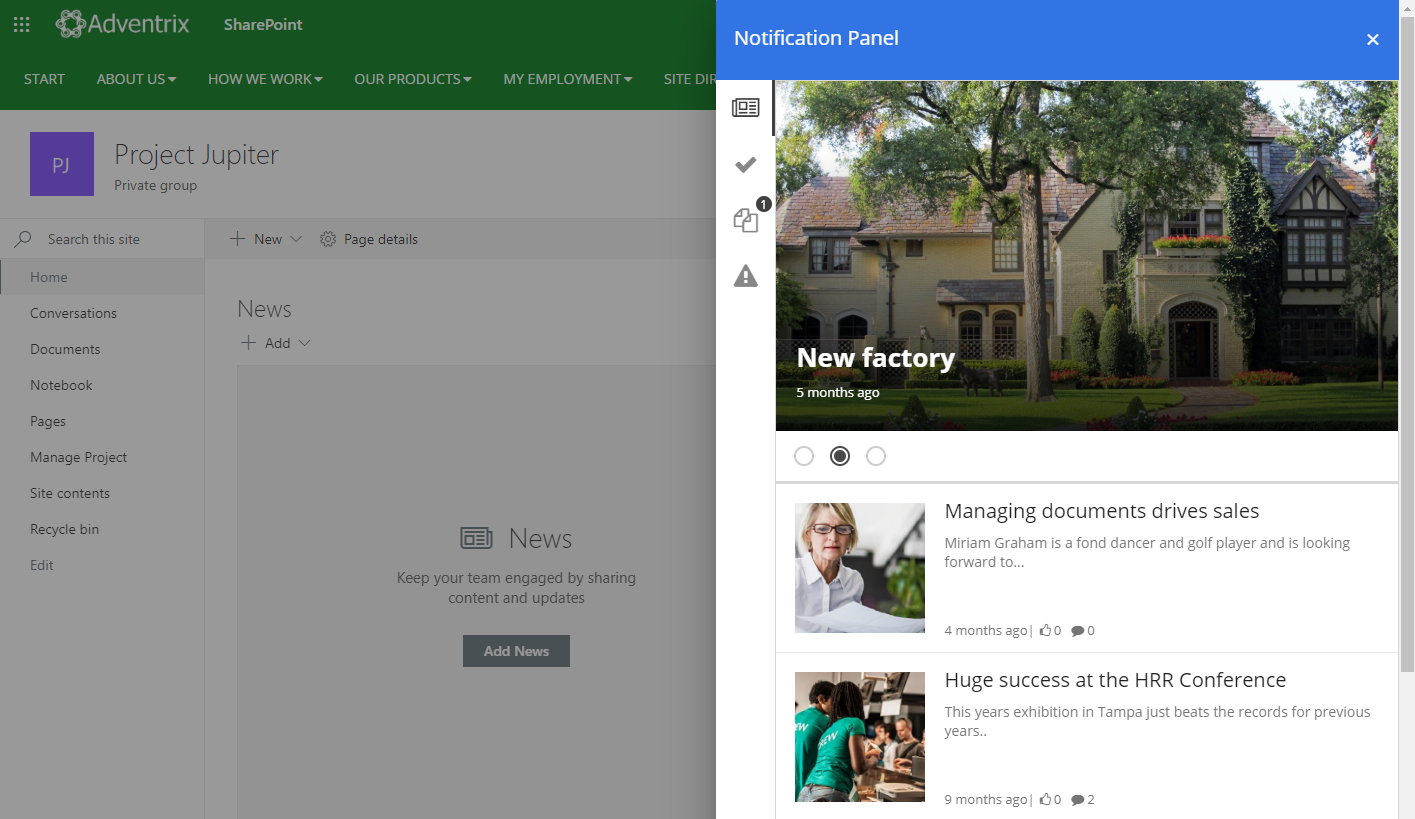 Adventrix SharePoint
START ABOUT US HOW WE WORK OUR PRODUCTS MY EMPLOYMENT SITE DIR
PJ
Project Jupiter
Private group
Search this site
New Page details
Home
Conversations
Documents
Notebook
Pages
Manage Project
Site contents
Recycle bin
Edit
News
Add
News
Keep your team engaged by sharing
content and updates
Add News
Notification Panel
1
New factory
5 months ago
Managing documents drives sales
Miriam Graham is a fond dancer and golf player and is looking
forward to...
4 months ago| 0 0
Huge success at the HRR Conference
This years exhibition in Tampa just beats the records for previous
years..
9 months ago| 0 2